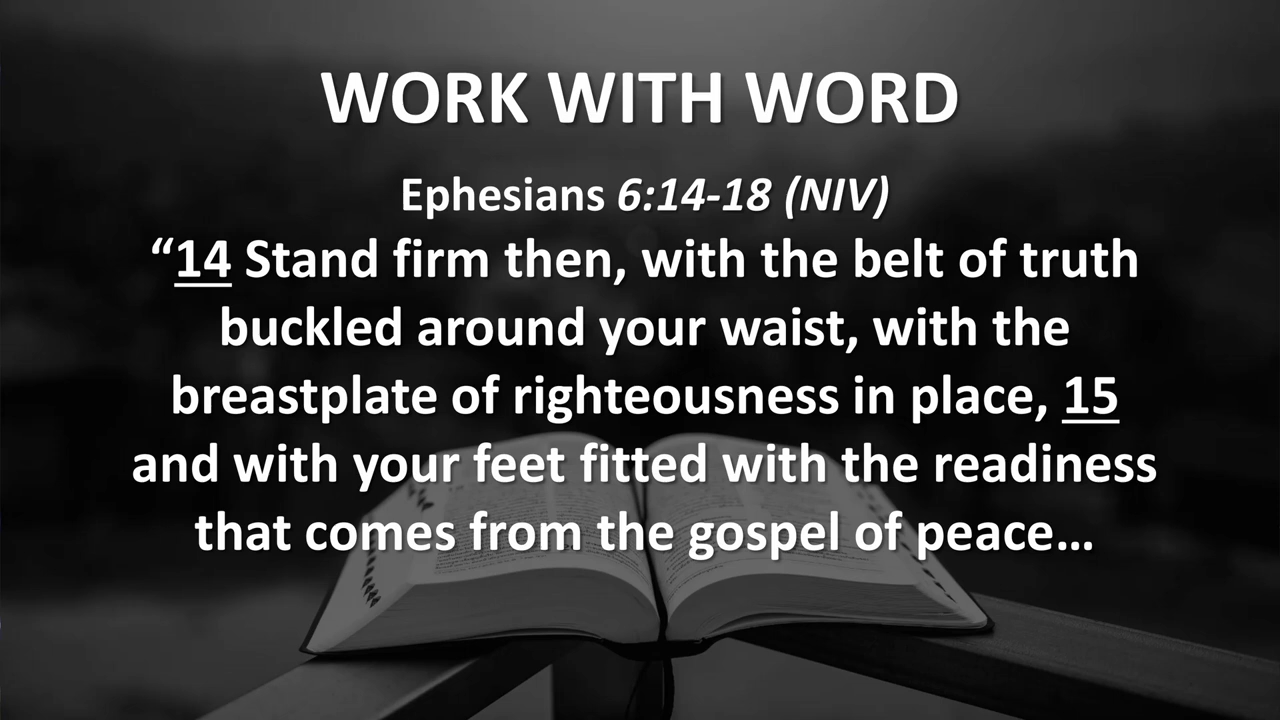 WORK WITH WORD
Ephesians 6:14-18 (NIV)
“14 Stand firm then, with the belt of truth
buckled around your waist, with the
breastplate of righteousness in place, 15
and with your feet fitted with the readiness
that comes from the gospel of peace…